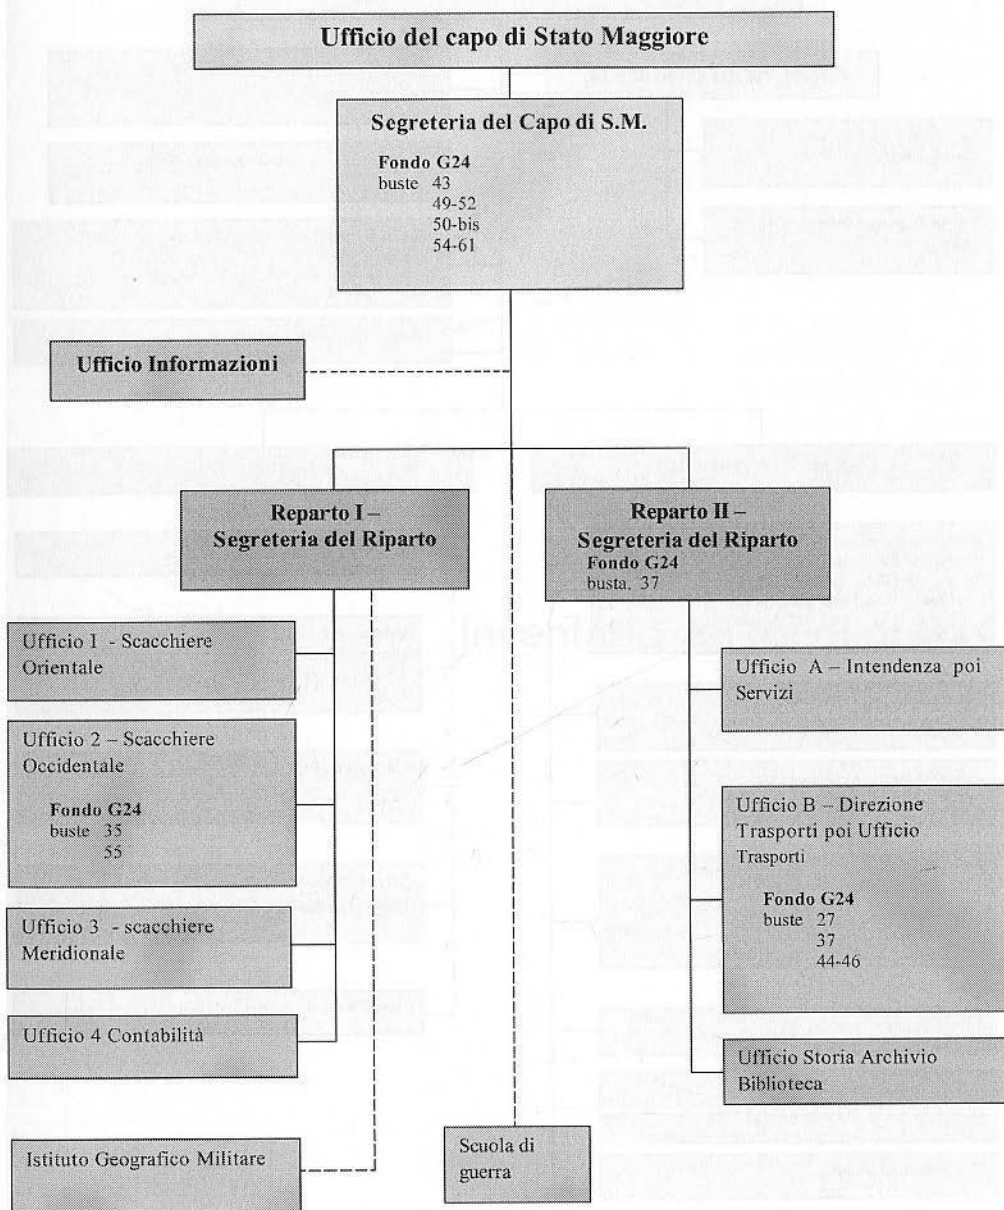 Ufficio del capo di Stato Maggiore
Segreteria del Capo di S.M.
Fondo G24
buste 43
49-52
50-bis
54-61
Ufficio Informazioni
Reparto I –
Segreteria del Riparto
Reparto II –
Segreteria del Riparto
Fondo G24
busta, 37
Ufficio 1 - Scacchiere
Orientale
Ufficio 2 – Scacchiere
Occidentale
Fondo G24
buste 35
55
Ufficio 3 - scacchiere
Meridionale
Ufficio 4 Contabilità
Istituto Geografico Militare
Ufficio A – Intendenza poi
Servizi
Ufficio B – Direzione
Trasporti poi Ufficio
Trasporti
Fondo G24
buste 27
37
44-46
Ufficio Storia Archivio
Biblioteca
Scuola di
guerra